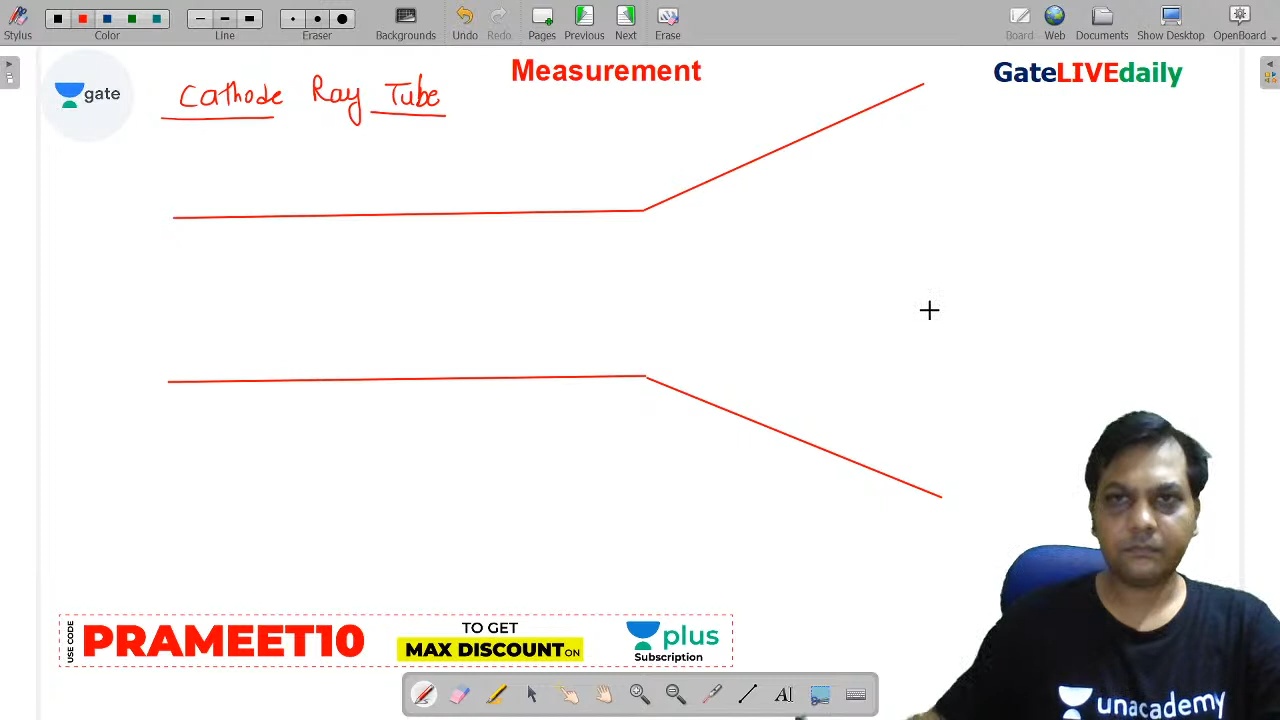 Stylus Color Line Eraser Backgrounds Undo Redo Pages Previous Next Erase Board Web Documents Show Desktop OpenBoard
gate
Cathode Ray Tube
Measurement
GateLIVEdaily
USE CODE
PRAMEET10
TO GET
MAX DISCOUNT ON
plus
Subscription
AI
unacademy